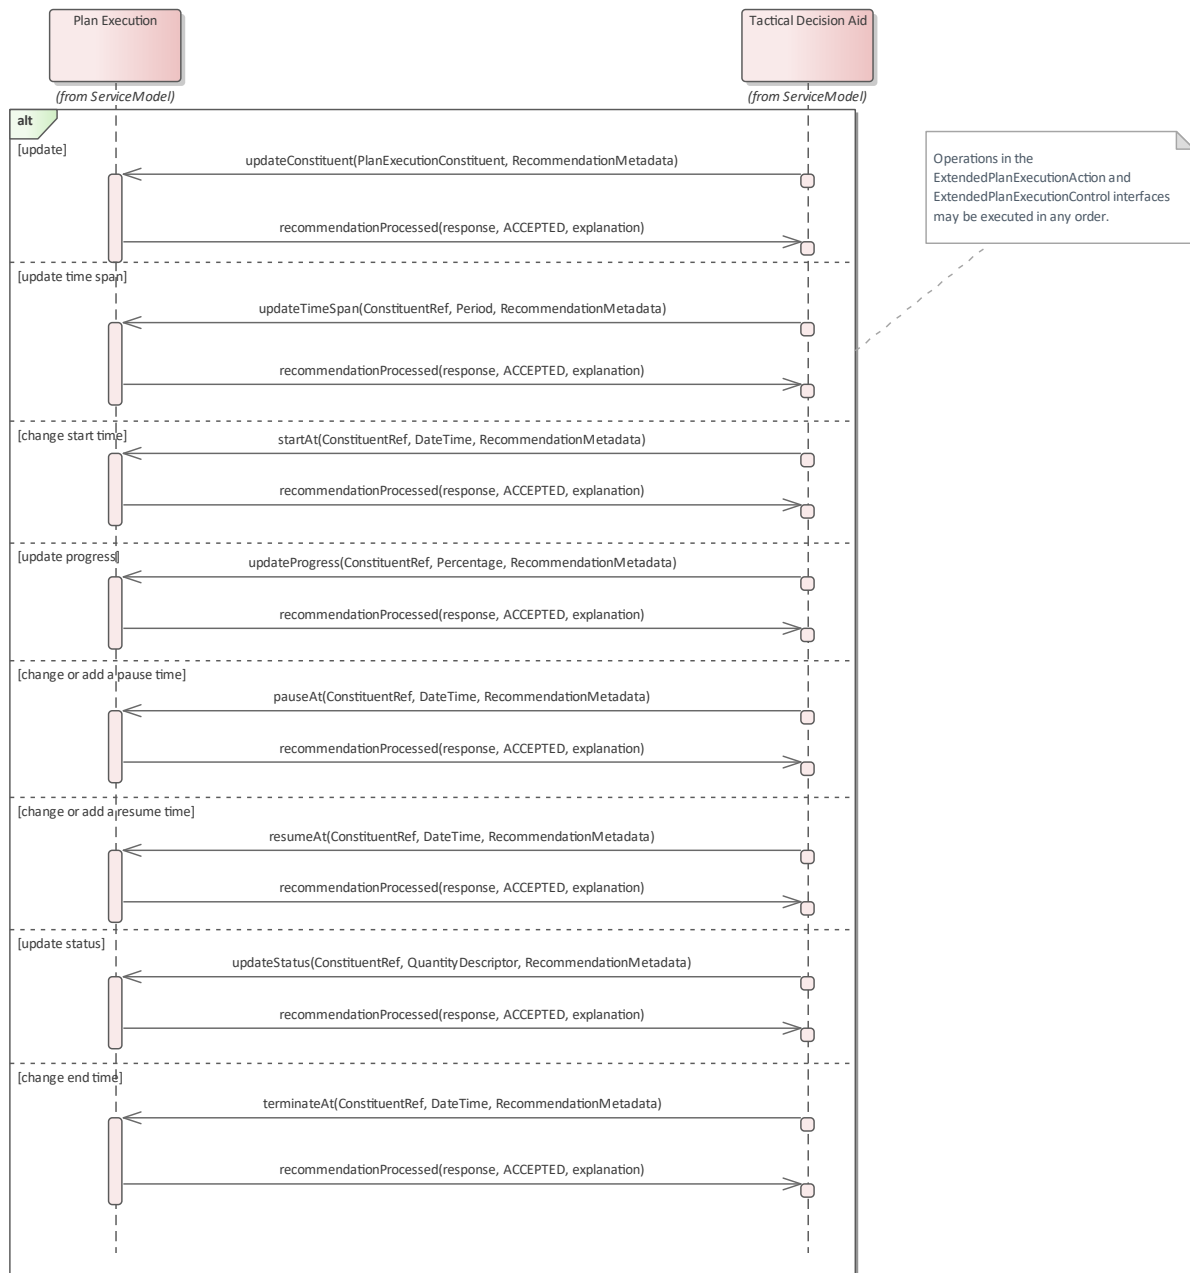 Plan Execution
Tactical Decision Aid
(from ServiceModel)
(from ServiceModel)
alt
[update]
updateConstituent(PlanExecutionConstituent, RecommendationMetadata)
Operations in the
ExtendedPlanExecutionAction and
ExtendedPlanExecutionControl interfaces
may be executed in any order.
recommendationProcessed(response, ACCEPTED, explanation)
[update time span]
updateTimeSpan(ConstituentRef, Period, RecommendationMetadata)
recommendationProcessed(response, ACCEPTED, explanation)
[change start time]
startAt(ConstituentRef, DateTime, RecommendationMetadata)
recommendationProcessed(response, ACCEPTED, explanation)
[update progress]
updateProgress(ConstituentRef, Percentage, RecommendationMetadata)
recommendationProcessed(response, ACCEPTED, explanation)
[change or add a pause time]
pauseAt(ConstituentRef, DateTime, RecommendationMetadata)
recommendationProcessed(response, ACCEPTED, explanation)
[change or add a resume time]
resumeAt(ConstituentRef, DateTime, RecommendationMetadata)
recommendationProcessed(response, ACCEPTED, explanation)
[update status]
updateStatus(ConstituentRef, QuantityDescriptor, RecommendationMetadata)
recommendationProcessed(response, ACCEPTED, explanation)
[change end time]
terminateAt(ConstituentRef, DateTime, RecommendationMetadata)
recommendationProcessed(response, ACCEPTED, explanation)